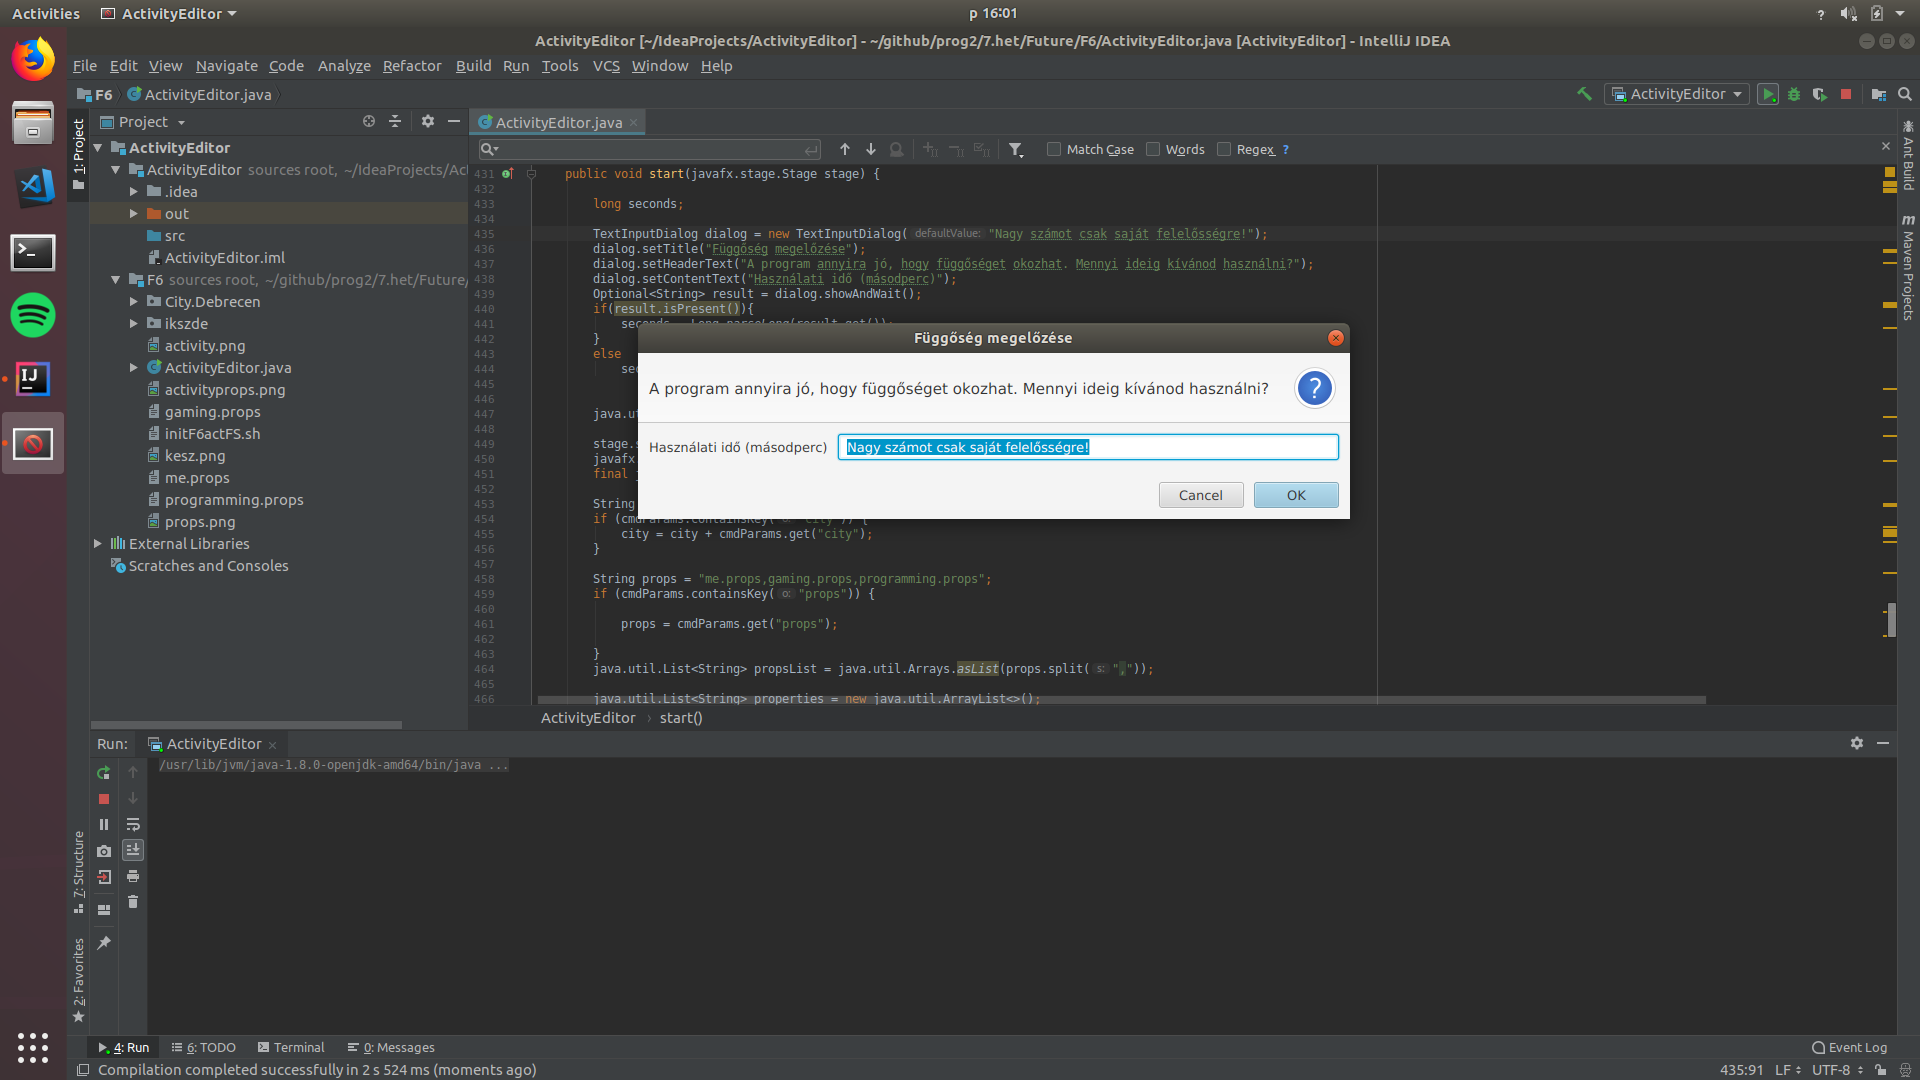 Activities ActivityEditor p 16:01 ?
ActivityEditor [~/IdeaProjects/ActivityEditor] - ~/github/prog2/7.het/Future/F6/ActivityEditor.java [ActivityEditor] - IntelliJ IDEA
File Edit View Navigate Code Analyze Refactor Build Run Tools VCS Window Help
F6 ActivityEditor.java ActivityEditor
1: Project
Project
ActivityEditor
ActivityEditor sources root, ~/IdeaProjects/Ac
.idea
out
src
ActivityEditor.iml
F6 sources root, ~/github/prog2/7.het/Future/
City.Debrecen
ikszde
activity.png
ActivityEditor.java
activityprops.png
gaming.props
initF6actFS.sh
kesz.png
me.props
programming.props
props.png
External Libraries
Scratches and Consoles
ActivityEditor.java
Match Case Words Regex ?
431 public void start(javafx.stage.Stage stage) {
432
433 long seconds;
434
435 TextInputDialog dialog = new TextInputDialog( defaultValue: "Nagy számot csak saját felelősségre!");
436 dialog.setTitle("Függőség megelőzése");
437 dialog.setHeaderText("A program annyira jó, hogy függőséget okozhat. Mennyi ideig kívánod használni?");
438 dialog.setContentText("Használati idő (másodperc)");
439 Optional<String> result = dialog.showAndWait();
440 if(result.isPresent()){
441 seconds = Long.parseLong(result.get());
442 }
443 else
444 sec
445
446
447 java.ut
448
449 stage.s
450 javafx.
451 final j
452
453 String
454 if (cmdParams.containsKey( o: "city")) {
455 city = city + cmdParams.get("city");
456 }
457
458 String props = "me.props,gaming.props,programming.props";
459 if (cmdParams.containsKey( o: "props")) {
460
461 props = cmdParams.get("props");
462
463 }
464 java.util.List<String> propsList = java.util.Arrays.asList(props.split( s: ","));
465
466 java.util.List<String> properties = new java.util.ArrayList<>();
ActivityEditor › start()
Függőség megelőzése
A program annyira jó, hogy függőséget okozhat. Mennyi ideig kívánod használni?
?
Használati idő (másodperc) Nagy számot csak saját felelősségre!
Cancel OK
Ant Build
m Maven Projects
Run: ActivityEditor
/usr/lib/jvm/java-1.8.0-openjdk-amd64/bin/java ...
7: Structure
2: Favorites
4: Run 6: TODO Terminal 0: Messages Event Log
Compilation completed successfully in 2 s 524 ms (moments ago) 435:91 LF UTF-8